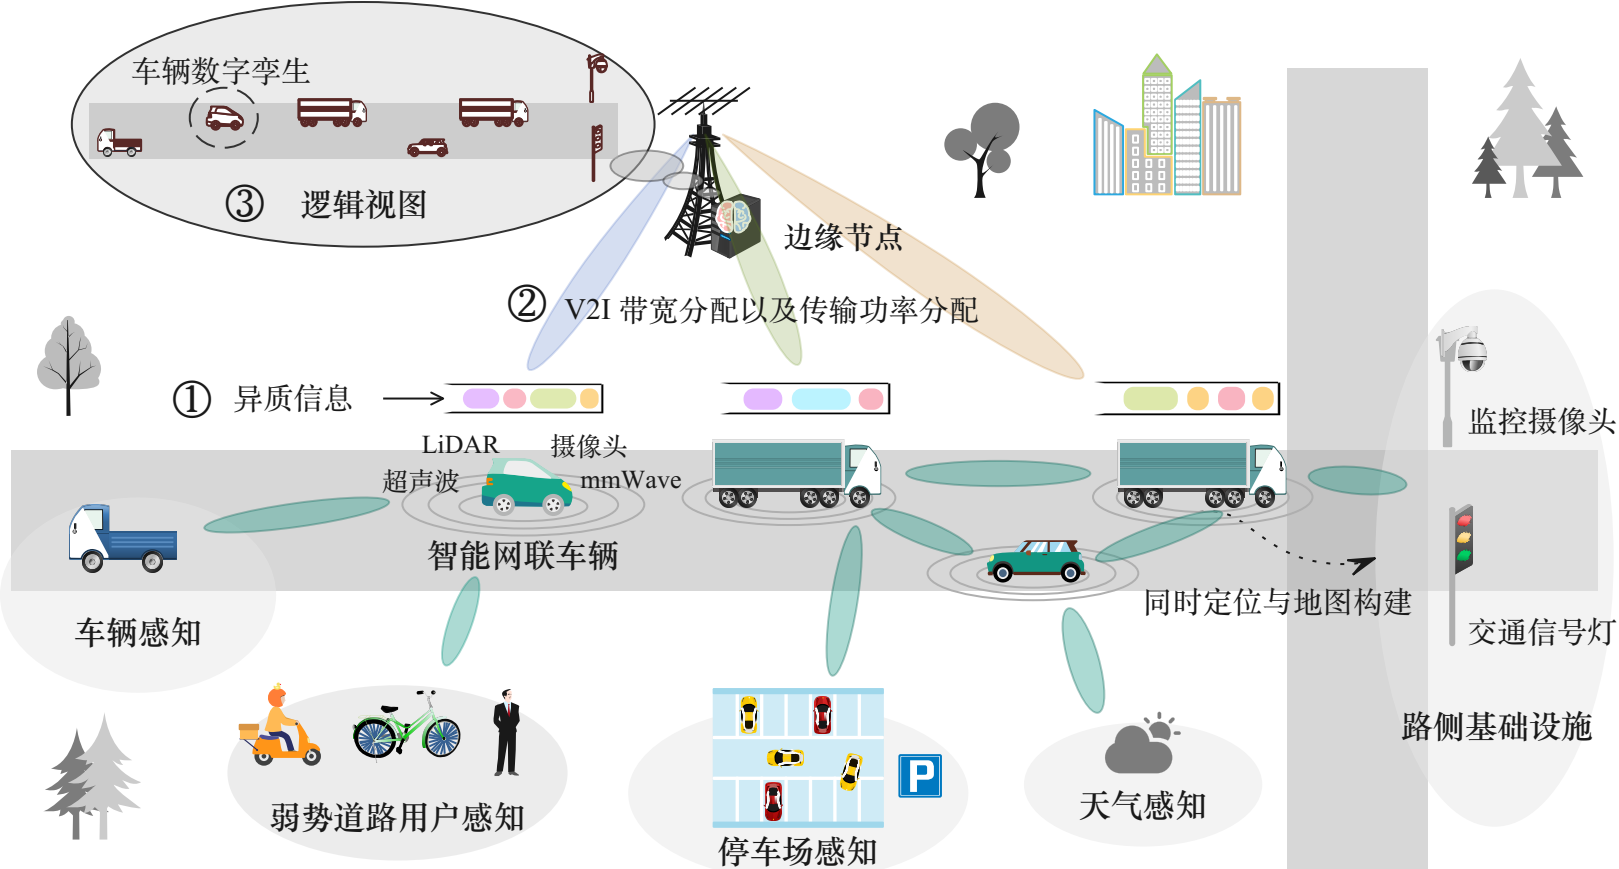 车辆数字孪生
③ 逻辑视图
边缘节点
② V2I 带宽分配以及传输功率分配
① 异质信息
监控摄像头
LiDAR
摄像头
超声波
mmWave
智能网联车辆
同时定位与地图构建
车辆感知
交通信号灯
路侧基础设施
P
弱势道路用户感知
天气感知
停车场感知